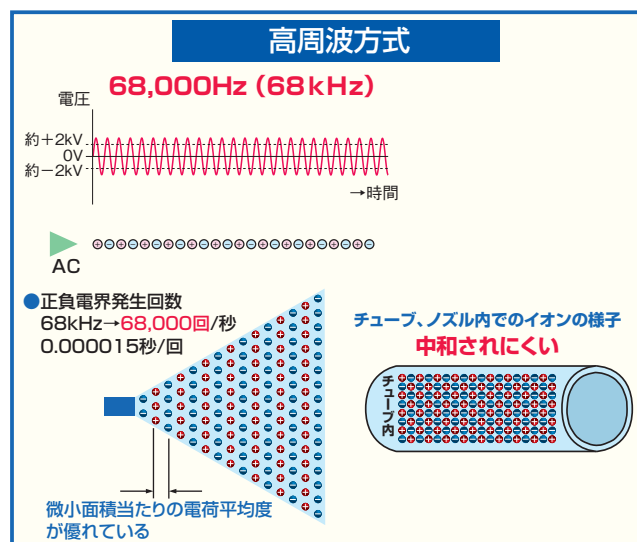 高周波方式
68,000Hz(68kHz)
電圧
約+2kV
0V
約−2kV
→時間
AC
●正負電界発生回数
68kHz→68,000回/秒
0.000015秒/回
微小面積当たりの電荷平均度
が優れている
チューブ、ノズル内でのイオンの様子
中和されにくい
チューブ内